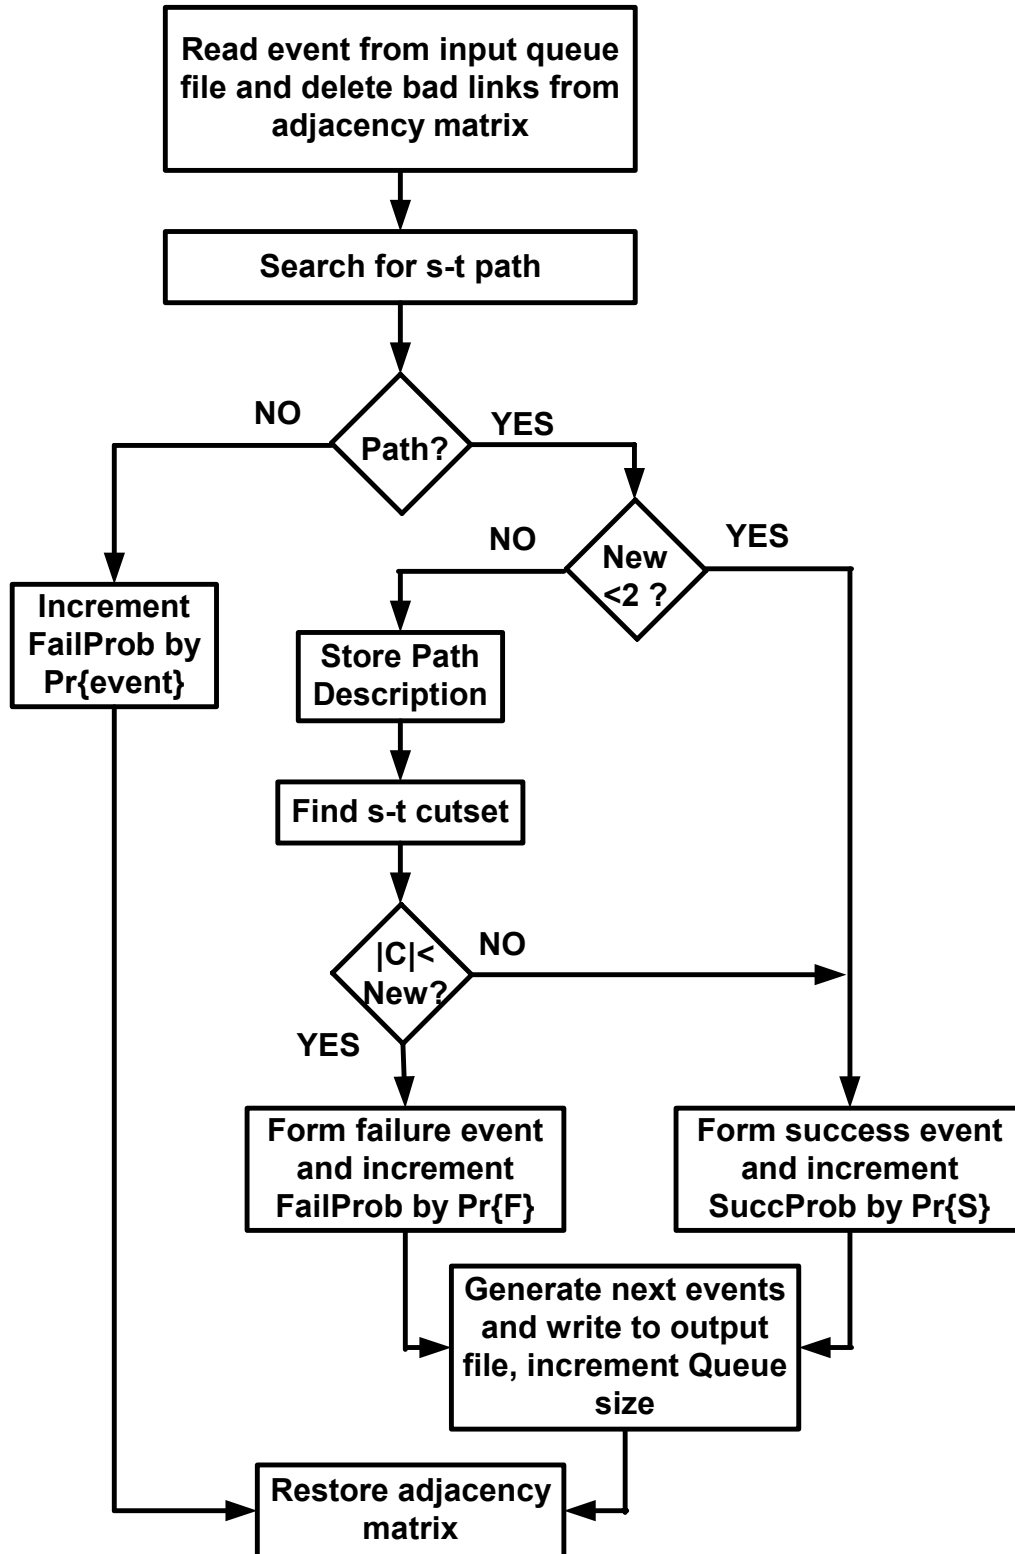 Read event from input queue
file and delete bad links from
adjacency matrix
Search for s-t path
NO
YES
Path?
NO
YES
New
<2 ?
Increment
FailProb by
Pr{event}
Store Path
Description
Find s-t cutset
|C|<
New?
NO
YES
Form failure event
and increment
FailProb by Pr{F}
Form success event
and increment
SuccProb by Pr{S}
Generate next events
and write to output
file, increment Queue
size
Restore adjacency
matrix